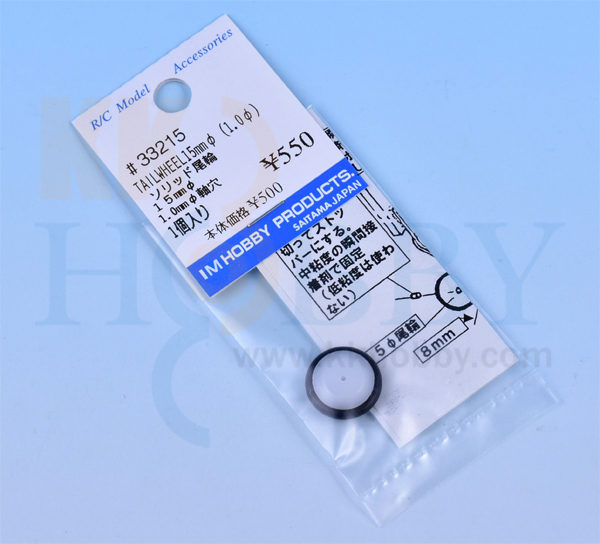 R/C Model Accessories
#33215
TAILWHEEL15mmφ (1.0φ)
ソリッド尾輪
15mmφ
1.0mmφ軸穴
1個入り
¥550
本体価格¥500
IM HOBBY PRODUCTS.
SAITAMA JAPAN
切ってストッ
パーにする。
中粘度の瞬間接
着剤で固定
(低粘度は使わ
ない)
5φ尾輪
8mm
HOBBY
www.kkhobby.com